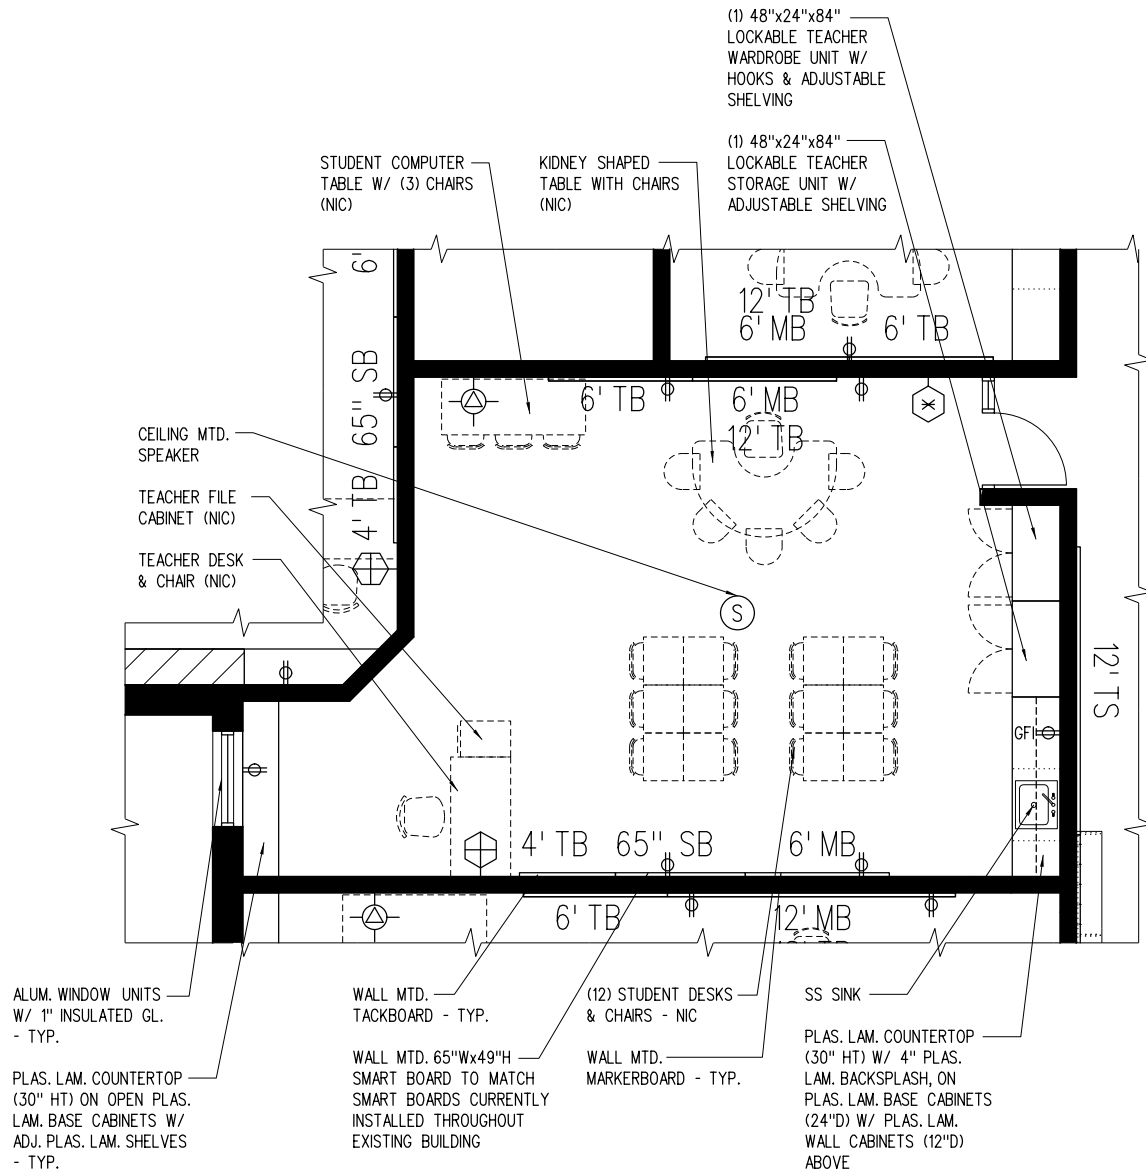 (1) 48"x24"x84"
LOCKABLE TEACHER
WARDROBE UNIT W/
HOOKS & ADJUSTABLE
SHELVING
(1) 48"x24"x84"
LOCKABLE TEACHER
STORAGE UNIT W/
ADJUSTABLE SHELVING
STUDENT COMPUTER
TABLE W/ (3) CHAIRS
(NIC)
KIDNEY SHAPED
TABLE WITH CHAIRS
(NIC)
6'
65" SB
4' TB
12' TB
6' MB
6' TB
6' TB
6' MB
12' TB
CEILING MTD.
SPEAKER
TEACHER FILE
CABINET (NIC)
TEACHER DESK
& CHAIR (NIC)
S
12' TS
GFI
4' TB
65" SB
6' MB
6' TB
12' MB
ALUM. WINDOW UNITS
W/ 1" INSULATED GL.
- TYP.
PLAS. LAM. COUNTERTOP
(30" HT) ON OPEN PLAS.
LAM. BASE CABINETS W/
ADJ. PLAS. LAM. SHELVES
- TYP.
WALL MTD.
TACKBOARD - TYP.
WALL MTD. 65"Wx49"H
SMART BOARD TO MATCH
SMART BOARDS CURRENTLY
INSTALLED THROUGHOUT
EXISTING BUILDING
(12) STUDENT DESKS
& CHAIRS - NIC
WALL MTD.
MARKERBOARD - TYP.
SS SINK
PLAS. LAM. COUNTERTOP
(30" HT) W/ 4" PLAS.
LAM. BACKSPLASH, ON
PLAS. LAM. BASE CABINETS
(24"D) W/ PLAS. LAM.
WALL CABINETS (12"D)
ABOVE